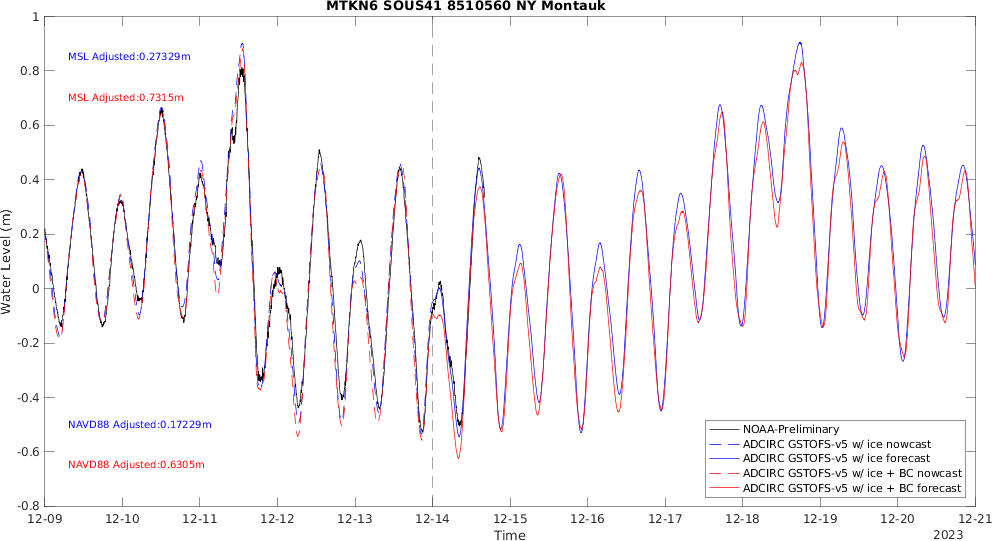 MTKN6 SOUS41 8510560 NY Montauk
1
0.8
0.6
0.4
0.2
0
-0.2
-0.4
-0.6
-0.8
Water Level (m)
MSL Adjusted:0.27329m
MSL Adjusted:0.7315m
NAVD88 Adjusted:0.17229m
NAVD88 Adjusted:0.6305m
NOAA-Preliminary
ADCIRC GSTOFS-v5 w/ ice nowcast
ADCIRC GSTOFS-v5 w/ ice forecast
ADCIRC GSTOFS-v5 w/ ice + BC nowcast
ADCIRC GSTOFS-v5 w/ ice + BC forecast
12-09 12-10 12-11 12-12 12-13 12-14 12-15 12-16 12-17 12-18 12-19 12-20 12-21
Time
2023